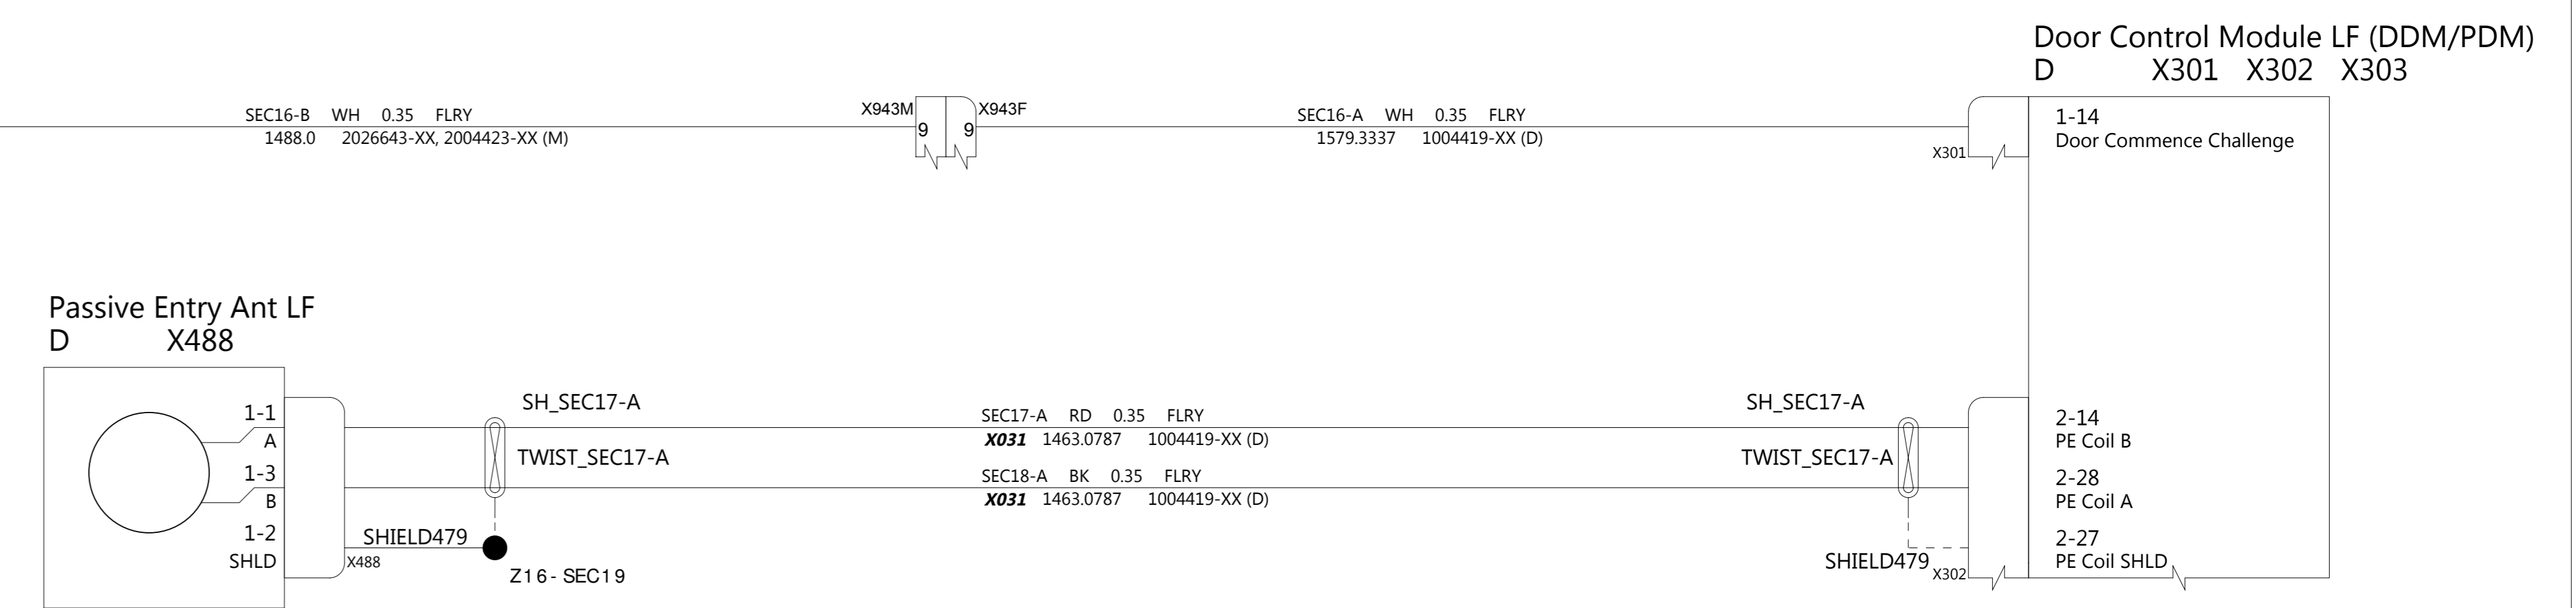 Door Control Module LF (DDM/PDM)
D X301 X302 X303
SEC16-B WH 0.35 FLRY
1488.0 2026643-XX, 2004423-XX (M)
X943M
9
9
X943F
SEC16-A WH 0.35 FLRY
1579.3337 1004419-XX (D)
X301
1-14
Door Commence Challenge
Passive Entry Ant LF
D X488
1-1
A
1-3
B
1-2
SHLD
X488
SH_SEC17-A
TWIST_SEC17-A
SHIELD479
Z16-SEC19
SEC17-A RD 0.35 FLRY
X031 1463.0787 1004419-XX (D)
SEC18-A BK 0.35 FLRY
X031 1463.0787 1004419-XX (D)
SH_SEC17-A
TWIST_SEC17-A
SHIELD479
X302
2-14
PE Coil B
2-28
PE Coil A
2-27
PE Coil SHLD